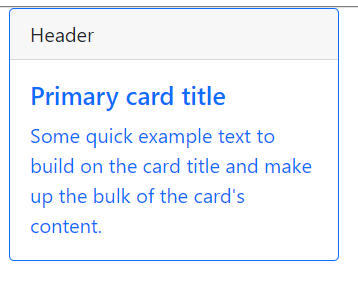 Header
Primary card title
Some quick example text to
build on the card title and make
up the bulk of the card's
content.